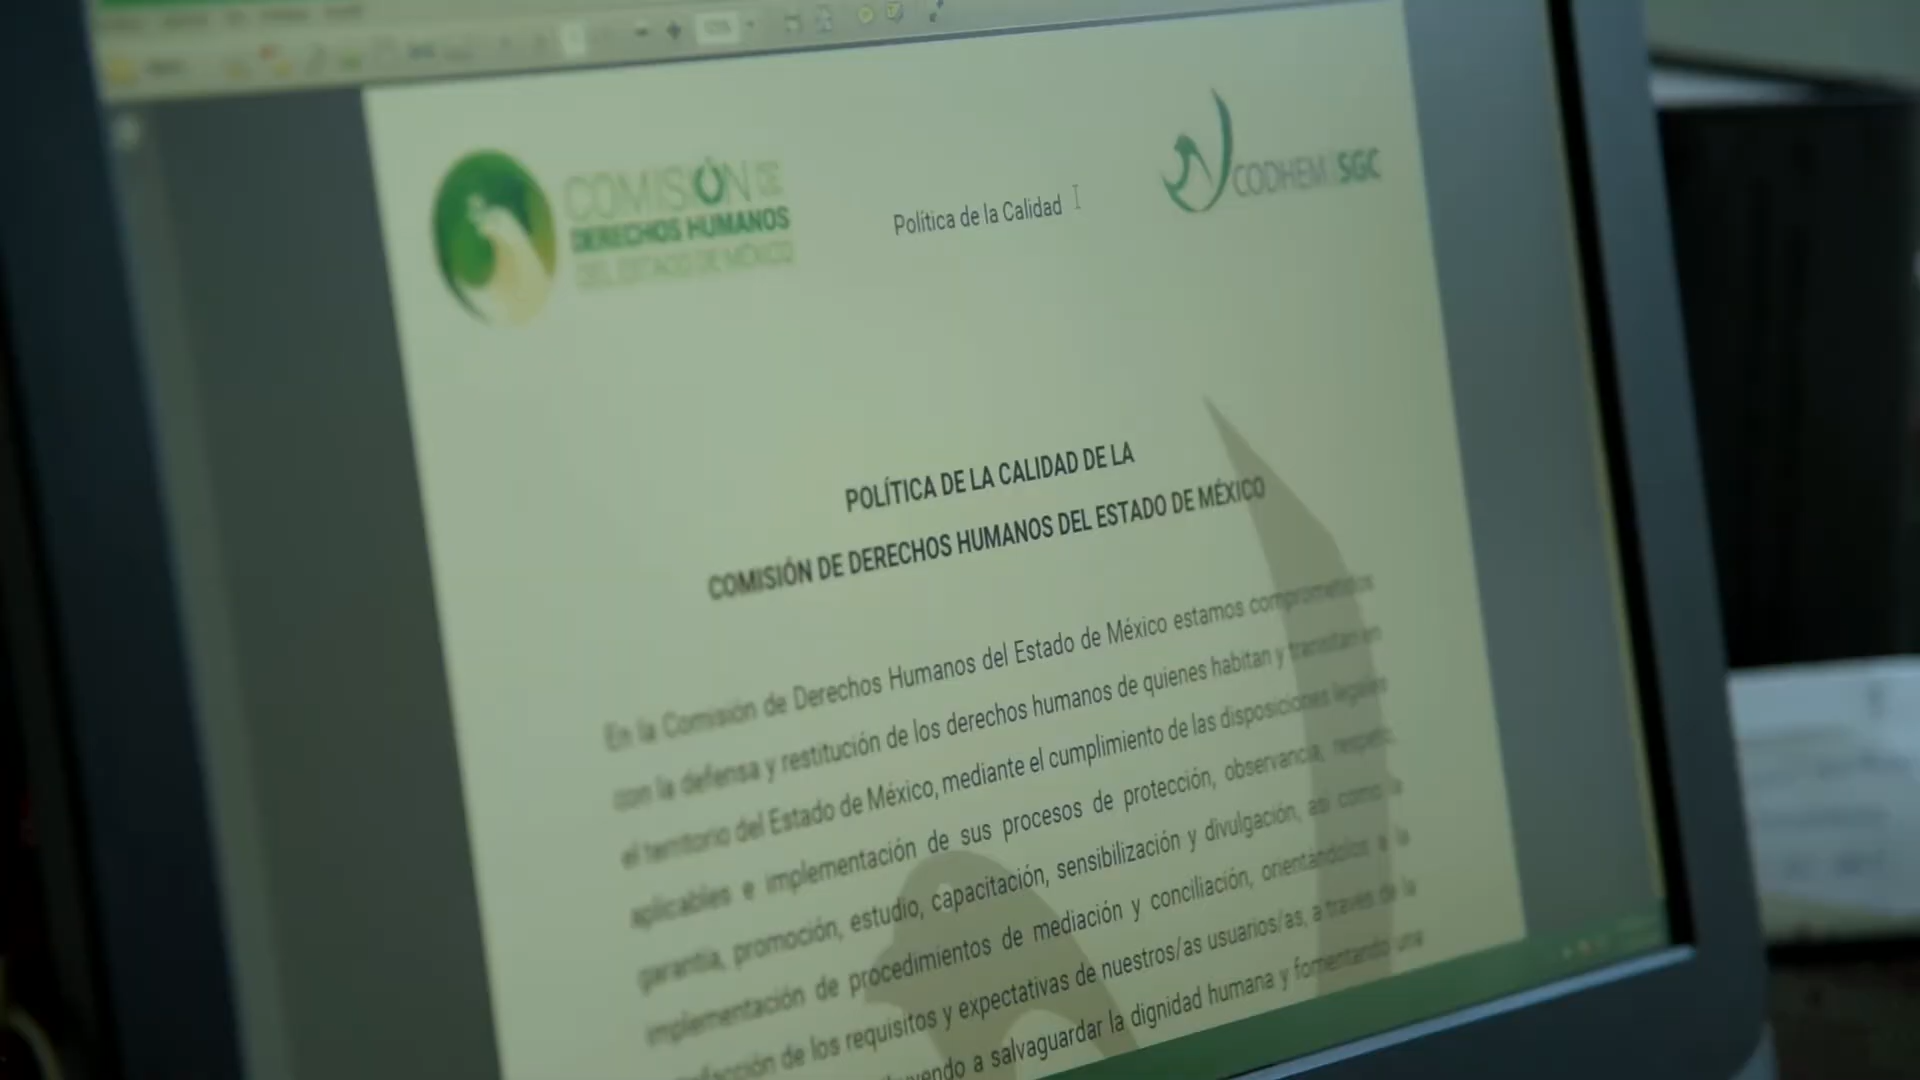 COMISIÓN DE
DERECHOS HUMANOS
DEL ESTADO DE MÉXICO
Política de la Calidad
CODHEM SGC
POLÍTICA DE LA CALIDAD DE LA
COMISIÓN DE DERECHOS HUMANOS DEL ESTADO DE MÉXICO
En la Comisión de Derechos Humanos del Estado de México estamos comprometidos
con la defensa y restitución de los derechos humanos de quienes habitan y transitan en
el territorio del Estado de México, mediante el cumplimiento de las disposiciones legales
aplicables e implementación de sus procesos de protección, observancia, respeto,
garantía, promoción, estudio, capacitación, sensibilización y divulgación, así como la
implementación de procedimientos de mediación y conciliación, orientándolos a la
de los requisitos y expectativas de nuestros/as usuarios/as, a través de la
a salvaguardar la dignidad humana y fomentando una